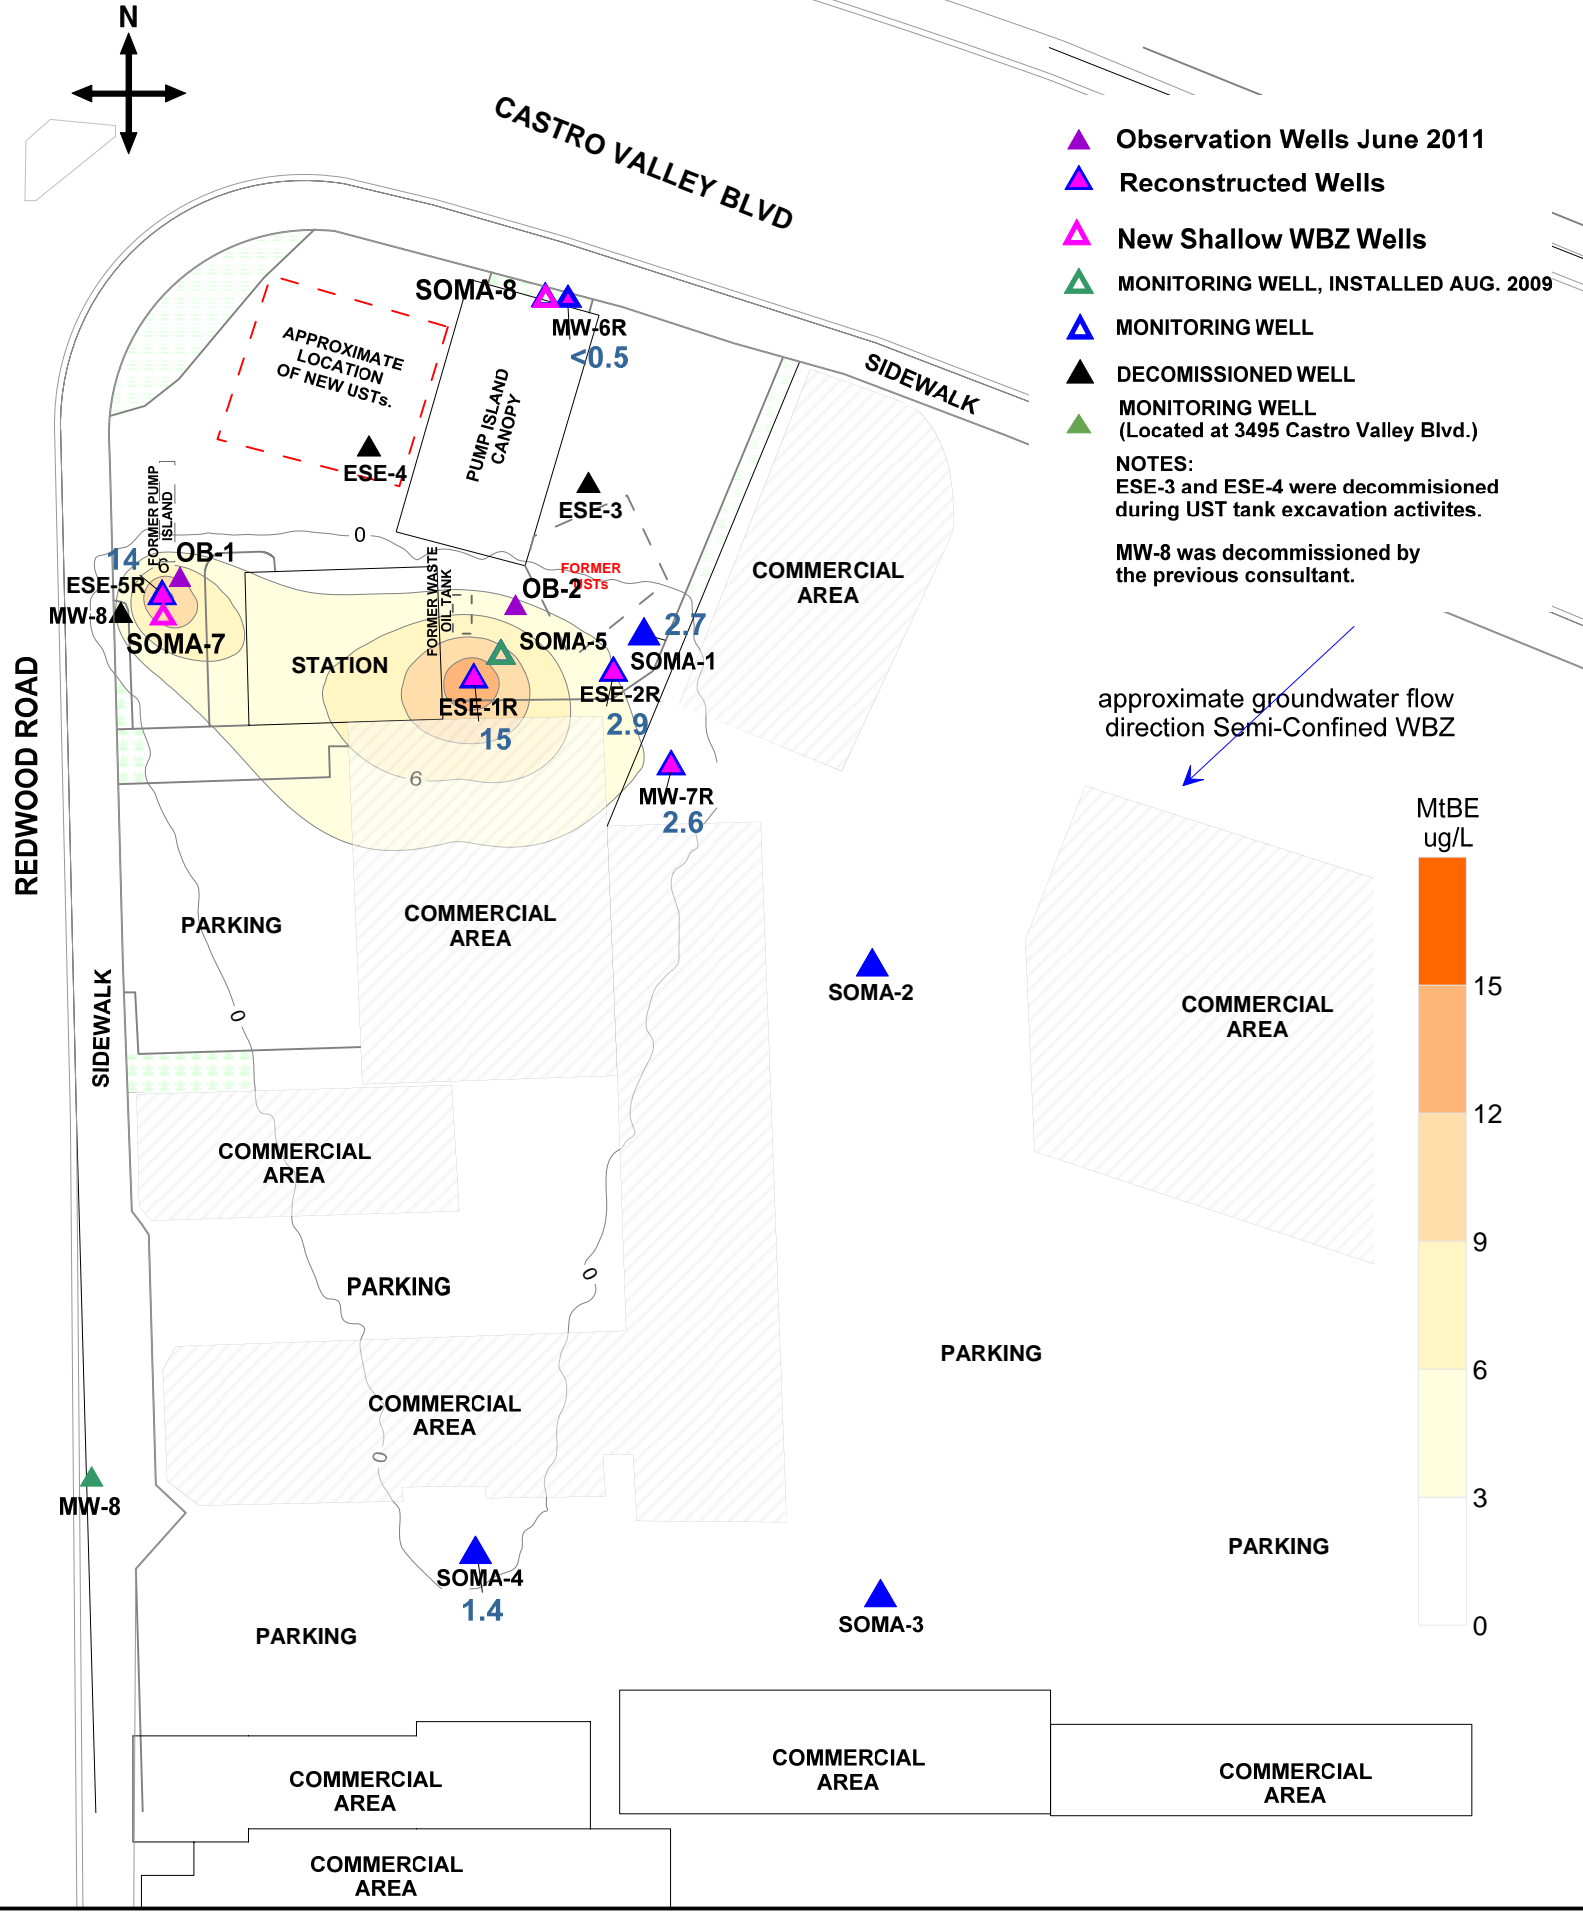 N
CASTRO VALLEY BLVD
Observation Wells June 2011
Reconstructed Wells
New Shallow WBZ Wells
MONITORING WELL, INSTALLED AUG. 2009
MONITORING WELL
DECOMISSIONED WELL
MONITORING WELL
(Located at 3495 Castro Valley Blvd.)
NOTES:
ESE-3 and ESE-4 were decommisioned
during UST tank excavation activites.
MW-8 was decommissioned by
the previous consultant.
SOMA-8
MW-6R
<0.5
SIDEWALK
APPROXIMATE
LOCATION
OF NEW USTs.
PUMP ISLAND
CANOPY
ESE-4
ESE-3
FORMER PUMP
ISLAND
0
14
OB-1
6
ESE-5R
MW-8
SOMA-7
FORMER WASTE
OIL TANK
FORMER
USTs
OB-2
COMMERCIAL
AREA
2.7
SOMA-5
SOMA-1
STATION
ESE-2R
ESE-1R
2.9
15
6
MW-7R
2.6
approximate groundwater flow
direction Semi-Confined WBZ
REDWOOD ROAD
MtBE
ug/L
15
12
9
6
3
0
PARKING
COMMERCIAL
AREA
SOMA-2
COMMERCIAL
AREA
SIDEWALK
0
COMMERCIAL
AREA
PARKING
0
PARKING
COMMERCIAL
AREA
0
MW-8
SOMA-4
1.4
PARKING
SOMA-3
PARKING
COMMERCIAL
AREA
COMMERCIAL
AREA
COMMERCIAL
AREA
COMMERCIAL
AREA